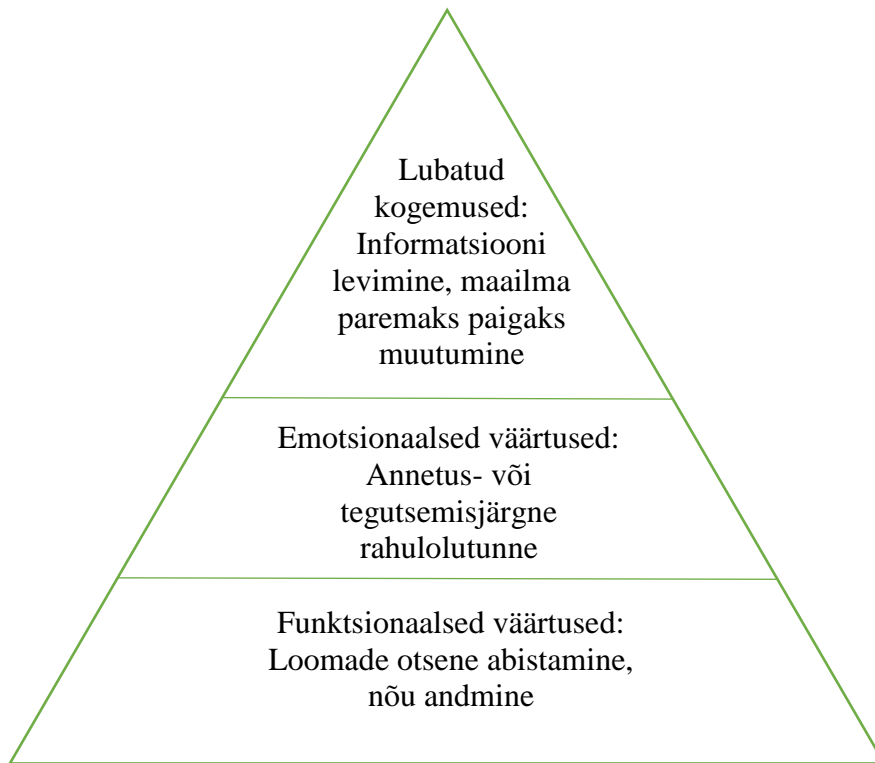 Lubatud
kogemused:
Informatsiooni
levimine, maailma
paremaks paigaks
muutumine
Emotsionaalsed väärtused:
Annetus- või
tegutsemisjärgne
rahulolutunne
Funktsionaalsed väärtused:
Loomade otsene abistamine,
nõu andmine